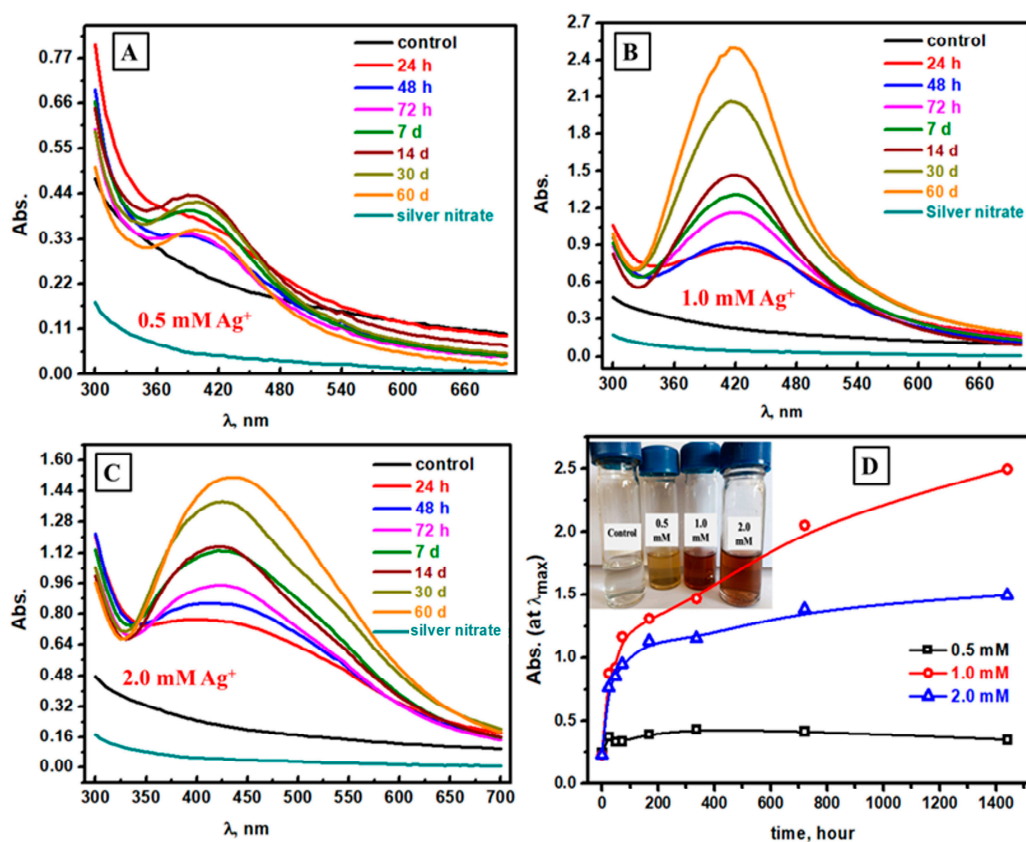 A
control
24 h
48 h
72 h
7 d
14 d
30 d
60 d
silver nitrate
0.77
0.66
0.55
0.44
0.33
0.22
0.11
0.00
Abs.
0.5 mM Ag⁺
300 360 420 480 540 600 660
λ, nm
B
control
24 h
48 h
72 h
7 d
14 d
30 d
60 d
Silver nitrate
2.7
2.4
2.1
1.8
1.5
1.2
0.9
0.6
0.3
0.0
Abs.
1.0 mM Ag⁺
300 360 420 480 540 600 660
λ, nm
C
control
24 h
48 h
72 h
7 d
14 d
30 d
60 d
silver nitrate
1.60
1.44
1.28
1.12
0.96
0.80
0.64
0.48
0.32
0.16
0.00
Abs.
2.0 mM Ag⁺
300 350 400 450 500 550 600 650 700
λ, nm
D
Control
0.5 mM
1.0 mM
2.0 mM
2.5
2.0
1.5
1.0
0.5
0.0
Abs. (at λmax)
0.5 mM
1.0 mM
2.0 mM
0 200 400 600 800 1000 1200 1400
time, hour